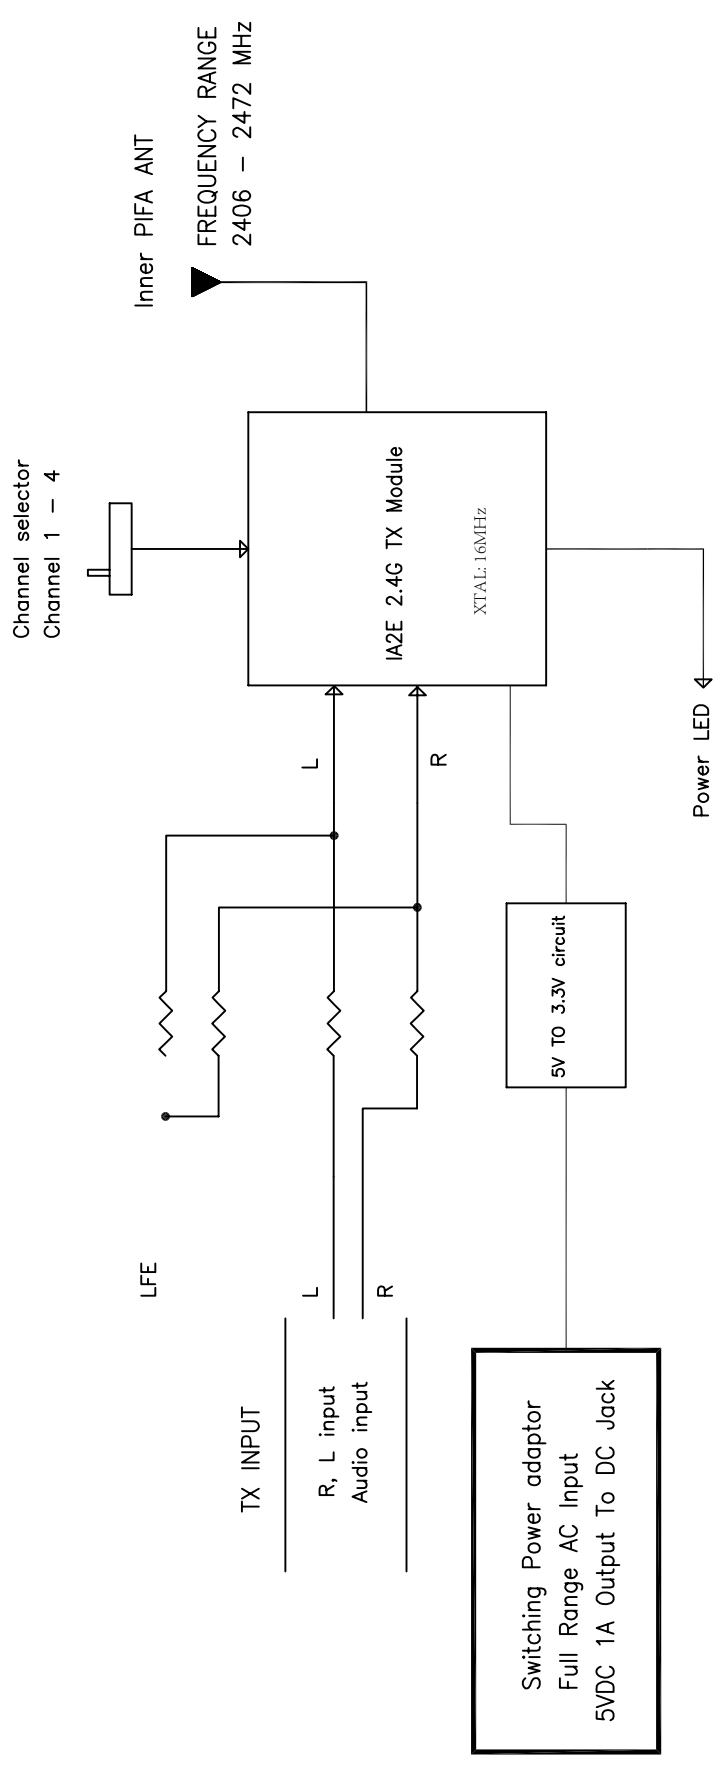 Channel selector
Channel 1 - 4
Inner PIFA ANT
FREQUENCY RANGE
2406 - 2472 MHz
LFE
TX INPUT
L
R, L input
Audio input
R
L
R
IA2E 2.4G TX Module
XTAL: 16MHz
Switching Power adaptor
Full Range AC Input
5VDC 1A Output To DC Jack
5V TO 3.3V circuit
Power LED